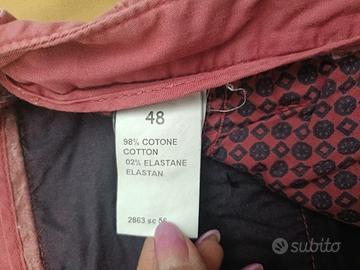 48
98% COTONE
COTTON
02% ELASTANE
ELASTAN
2863 sc 56
subito